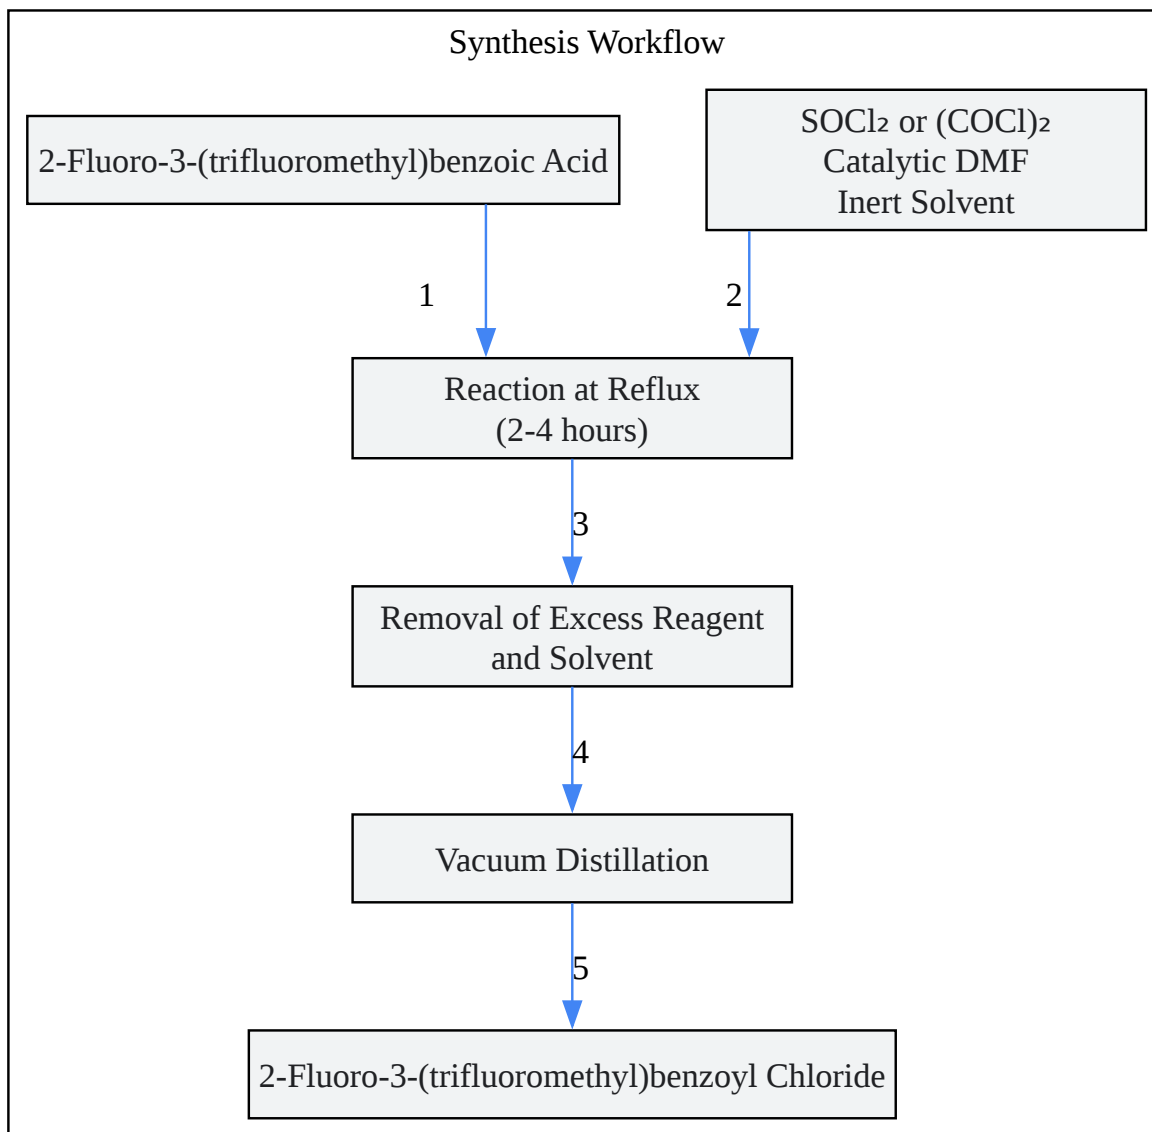 Synthesis Workflow
2-Fluoro-3-(trifluoromethyl)benzoic Acid
SOCl₂ or (COCl)₂
Catalytic DMF
Inert Solvent
1
2
Reaction at Reflux
(2-4 hours)
3
Removal of Excess Reagent
and Solvent
4
Vacuum Distillation
5
2-Fluoro-3-(trifluoromethyl)benzoyl Chloride